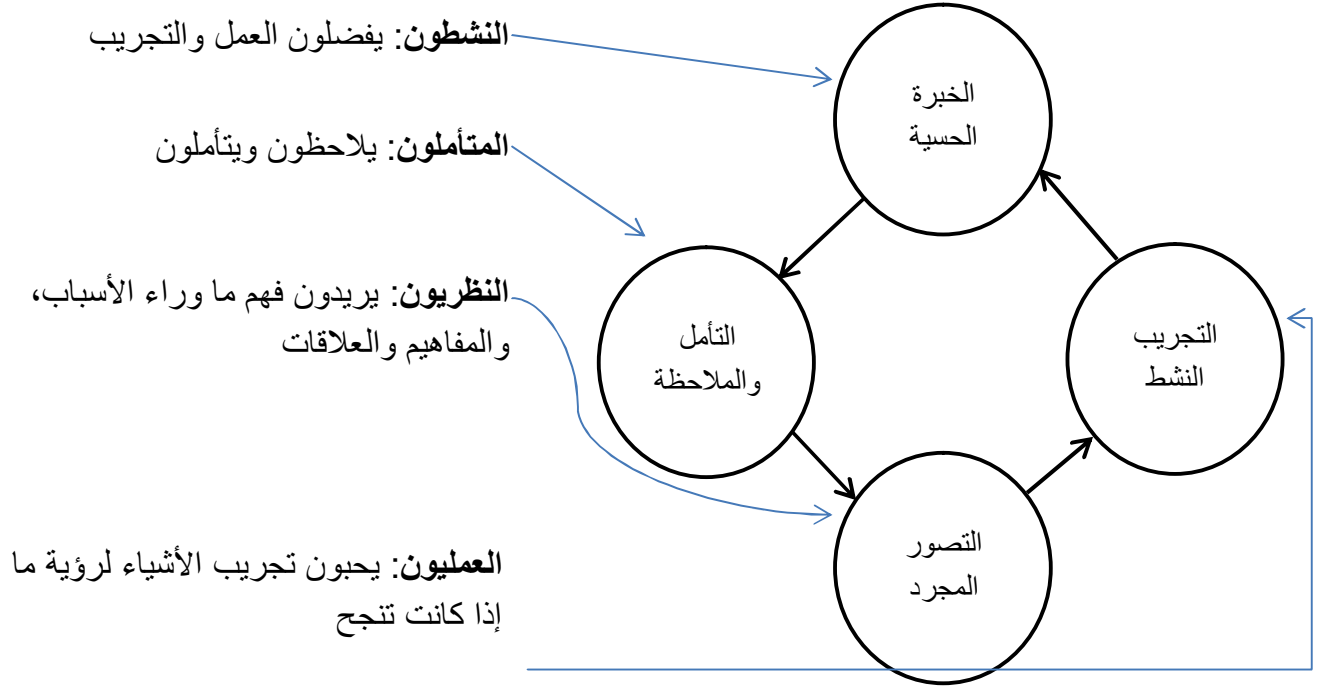 النشطون: يفضلون العمل والتجريب
المتأملون: يلاحظون ويتأملون
النظريون: يريدون فهم ما وراء الأسباب،
والمفاهيم والعلاقات
العمليون: يحبون تجريب الأشياء لرؤية ما
إذا كانت تنجح
الخبرة
الحسية
التأمل
والملاحظة
التجريب
النشط
التصور
المجرد